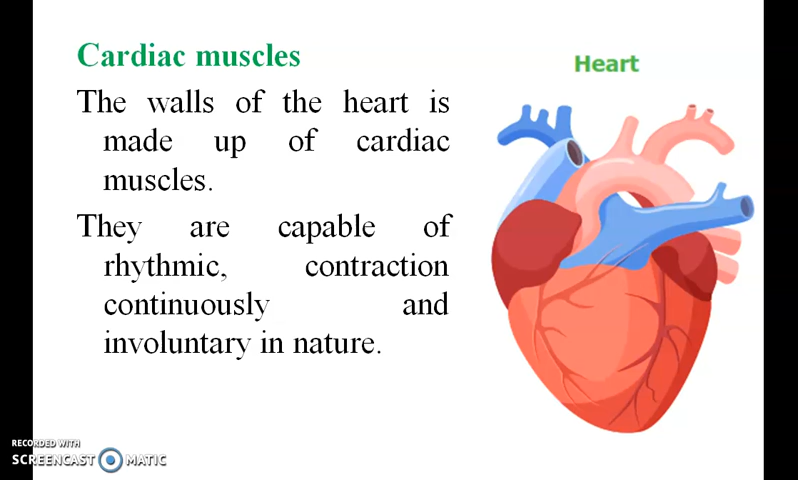 Cardiac muscles
The walls of the heart is
made up of cardiac
muscles.
They are capable of
rhythmic, contraction
continuously and
involuntary in nature.
Heart
RECORDED WITH
SCREENCAST MATIC